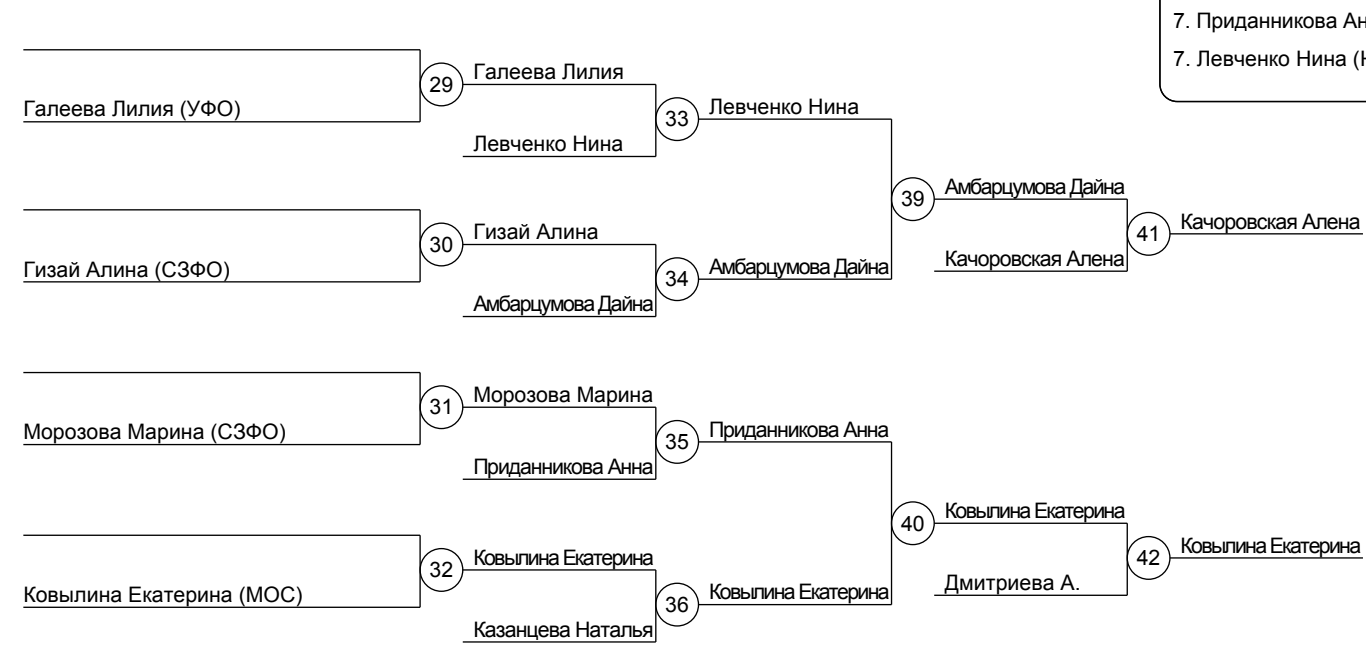 7. Приданникова
7. Левченко Нина
29
Галеева Лилия
Галеева Лилия (УФО)
33
Левченко Нина
Левченко Нина
39
Амбарцумова Дайна
30
Гизай Алина
41
Качоровская Алена
Гизай Алина (СЗФО)
34
Амбарцумова Дайна
Качоровская Алена
Амбарцумова Дайна
31
Морозова Марина
Морозова Марина (СЗФО)
35
Приданникова Анна
Приданникова Анна
40
Ковылина Екатерина
32
Ковылина Екатерина
42
Ковылина Екатерина
Ковылина Екатерина (МОС)
36
Ковылина Екатерина
Дмитриева А.
Казанцева Наталья